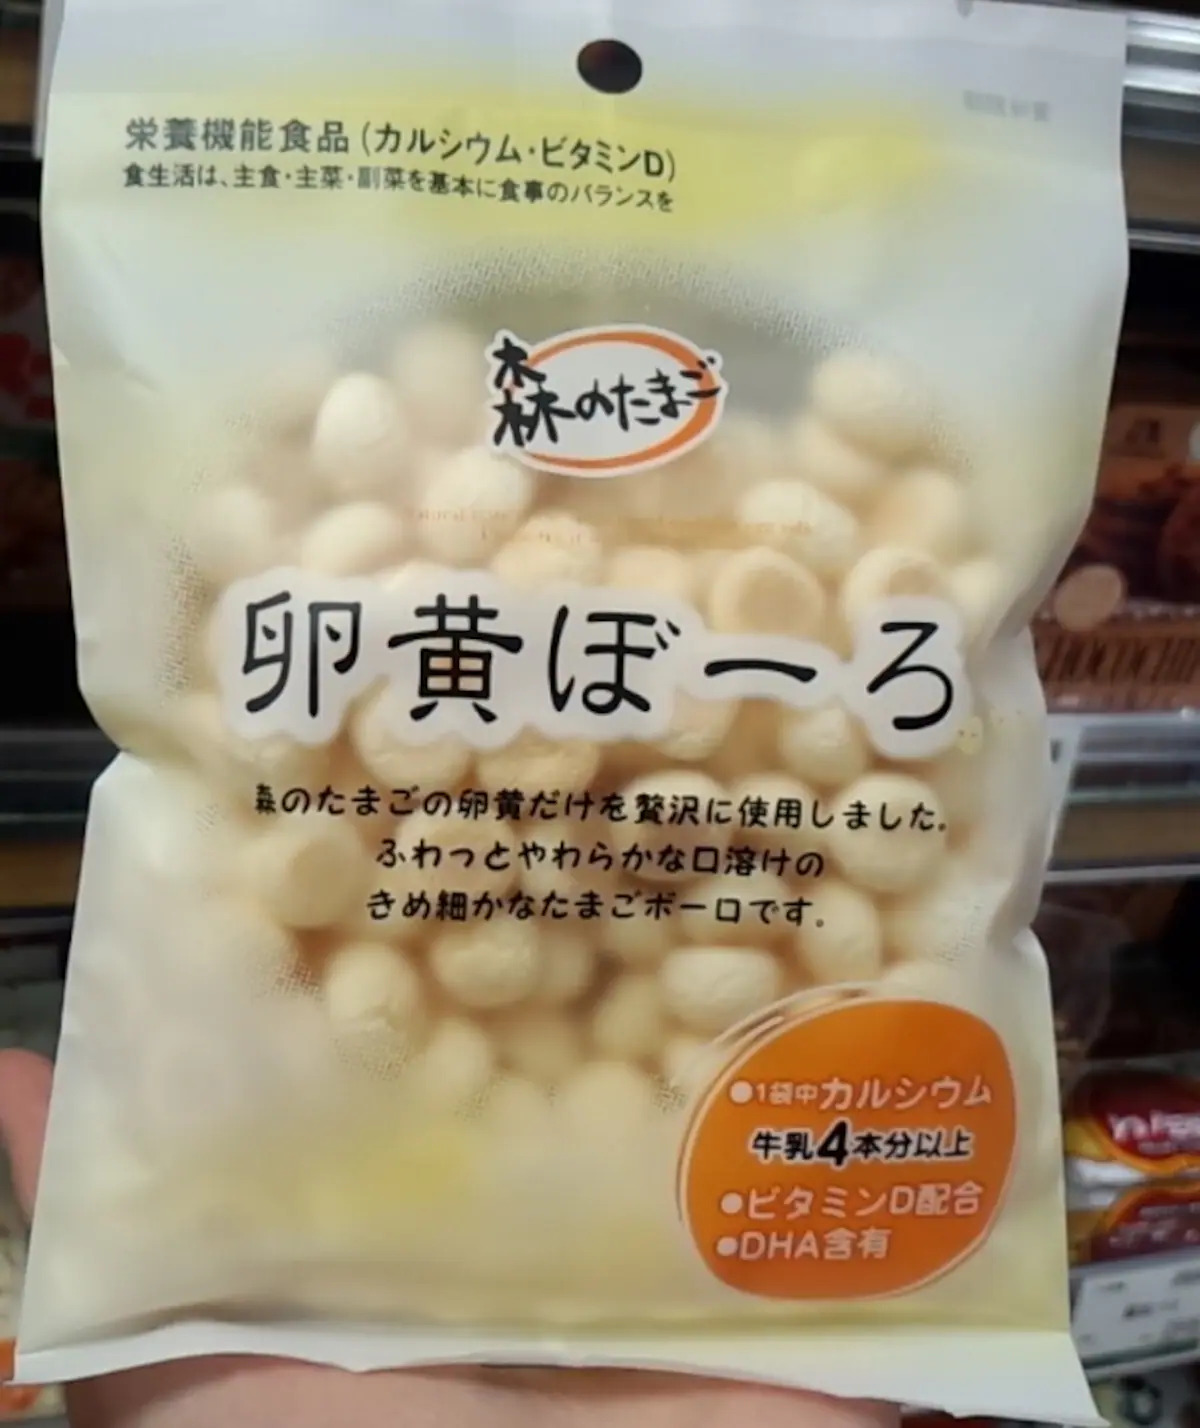 栄養機能食品(カルシウム・ビタミンD)
食生活は、主食・主菜・副菜を基本に食事のバランスを
森のたまご
卵黄ぼーろ
森のたまごの卵黄だけを贅沢に使用しました。
ふわっとやわらかな口溶けの
きめ細かなたまごボーロです。
●1袋中カルシウム
牛乳4本分以上
●ビタミンD配合
●DHA含有